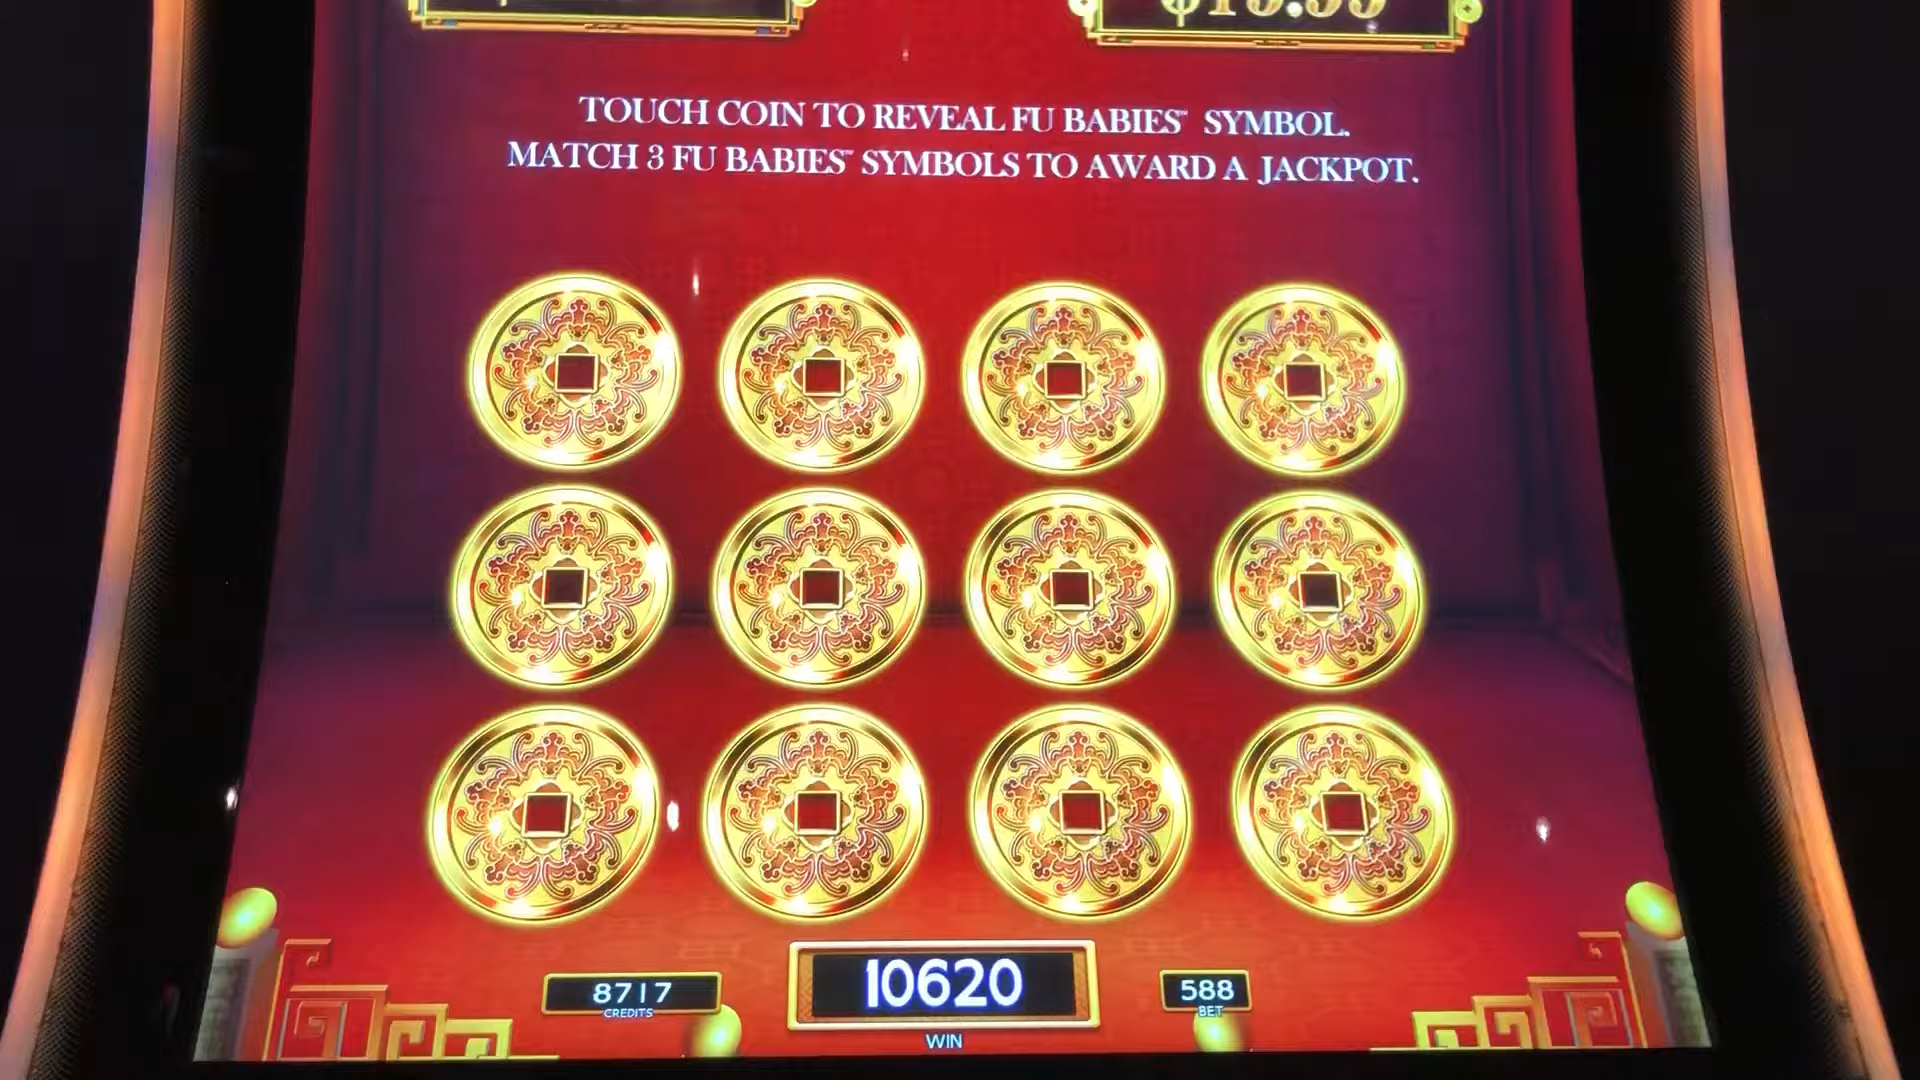 TOUCH COIN TO REVEAL FU BABIES™ SYMBOL.
MATCH 3 FU BABIES™ SYMBOLS TO AWARD A JACKPOT.
8717
CREDITS
10620
WIN
588
BET